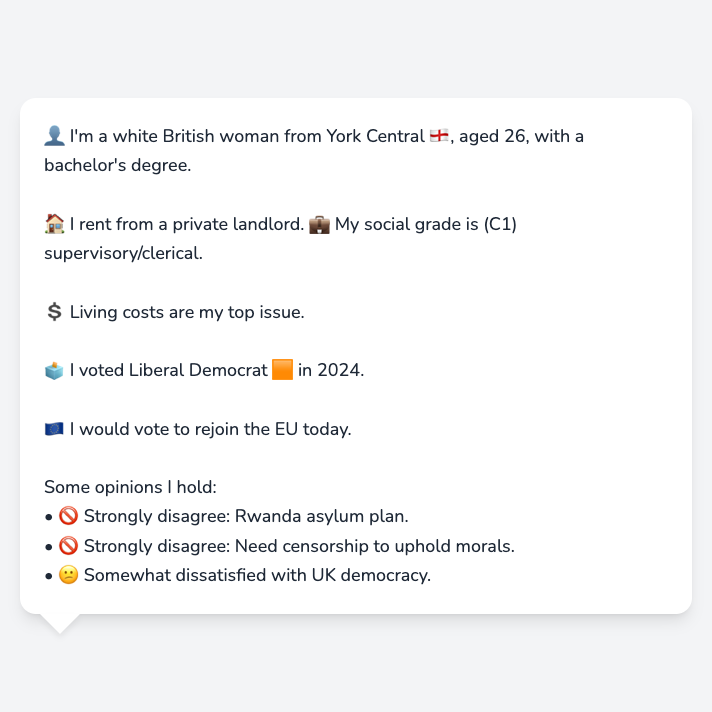 👤 I'm a white British woman from York Central 🏴󠁧󠁢󠁥󠁮󠁧󠁿, aged 26, with a
bachelor's degree.
🏠 I rent from a private landlord. 💼 My social grade is (C1)
supervisory/clerical.
💲 Living costs are my top issue.
🗳️ I voted Liberal Democrat 🟧 in 2024.
🇪🇺 I would vote to rejoin the EU today.
Some opinions I hold:
• 🚫 Strongly disagree: Rwanda asylum plan.
• 🚫 Strongly disagree: Need censorship to uphold morals.
• 😕 Somewhat dissatisfied with UK democracy.